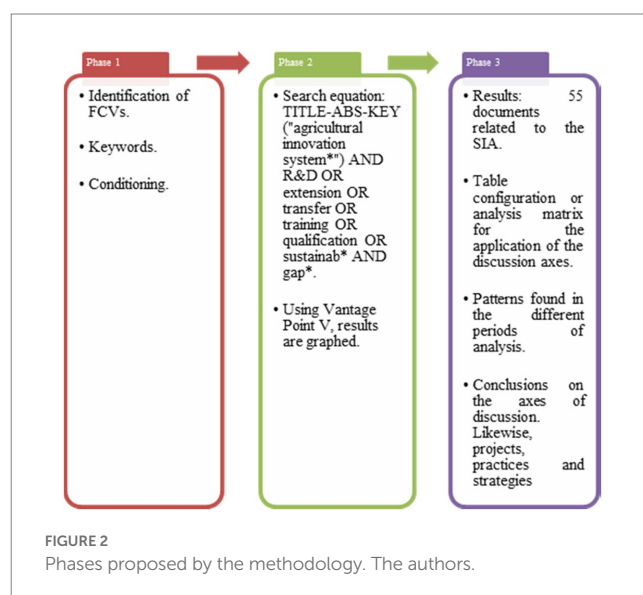 Phase 1
• Identification of
FCVs.
• Keywords.
• Conditioning.
Phase 2
• Search equation:
TITLE-ABS-KEY
("agricultural
innovation
system*") AND
R&D OR
extension OR
transfer OR
training OR
qualification OR
sustainab* AND
gap*.
• Using Vantage
Point V, results
are graphed.
Phase 3
• Results: 55
documents
related to the
SIA.
• Table
configuration or
analysis matrix
for the
application of the
discussion axes.
• Patterns found in
the different
periods of
analysis.
• Conclusions on
the axes of
discussion.
Likewise,
projects,
practices and
strategies
FIGURE 2
Phases proposed by the methodology. The authors.